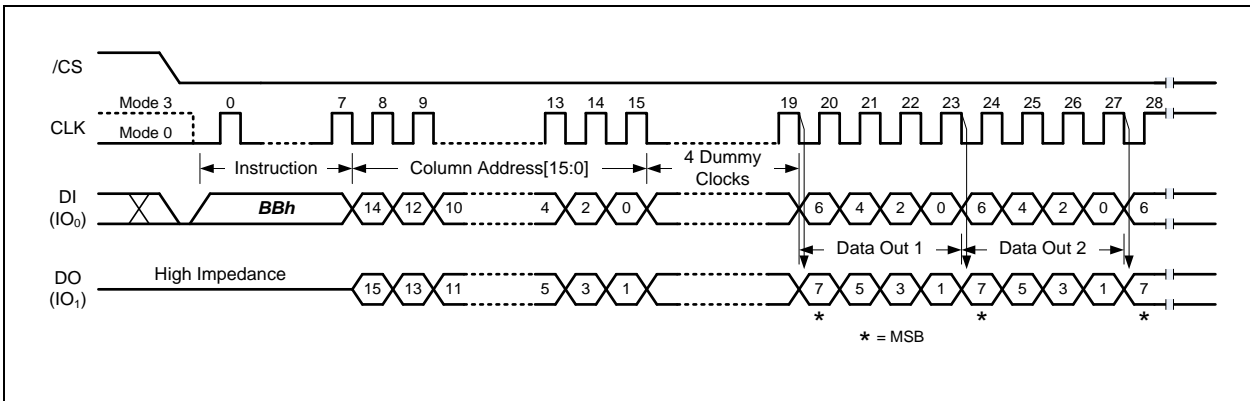 /CS
Mode 3 0 7 8 9 13 14 15 19 20 21 22 23 24 25 26 27 28
CLK
Mode 0
Instruction Column Address[15:0] 4 Dummy Clocks
DI (IO0) BBh 14 12 10 4 2 0 6 4 2 0 6 4 2 0 6
Data Out 1 Data Out 2
DO (IO1) High Impedance 15 13 11 5 3 1 7 5 3 1 7 5 3 1 7
* * *
* = MSB